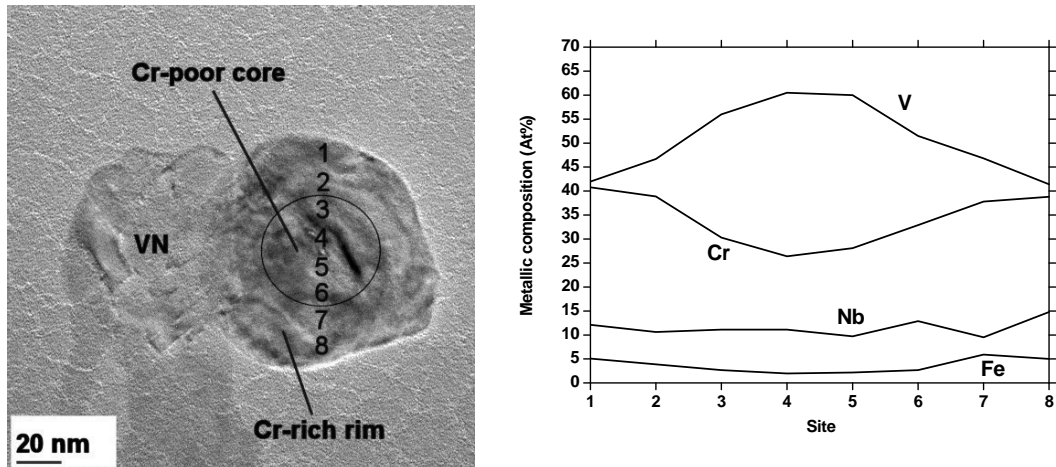 Cr-poor core
1
2
3
4
5
6
7
8
VN
Cr-rich rim
20 nm
Metallic composition (At%)
70
65
60
55
50
45
40
35
30
25
20
15
10
5
0
V
Cr
Nb
Fe
1 2 3 4 5 6 7 8
Site